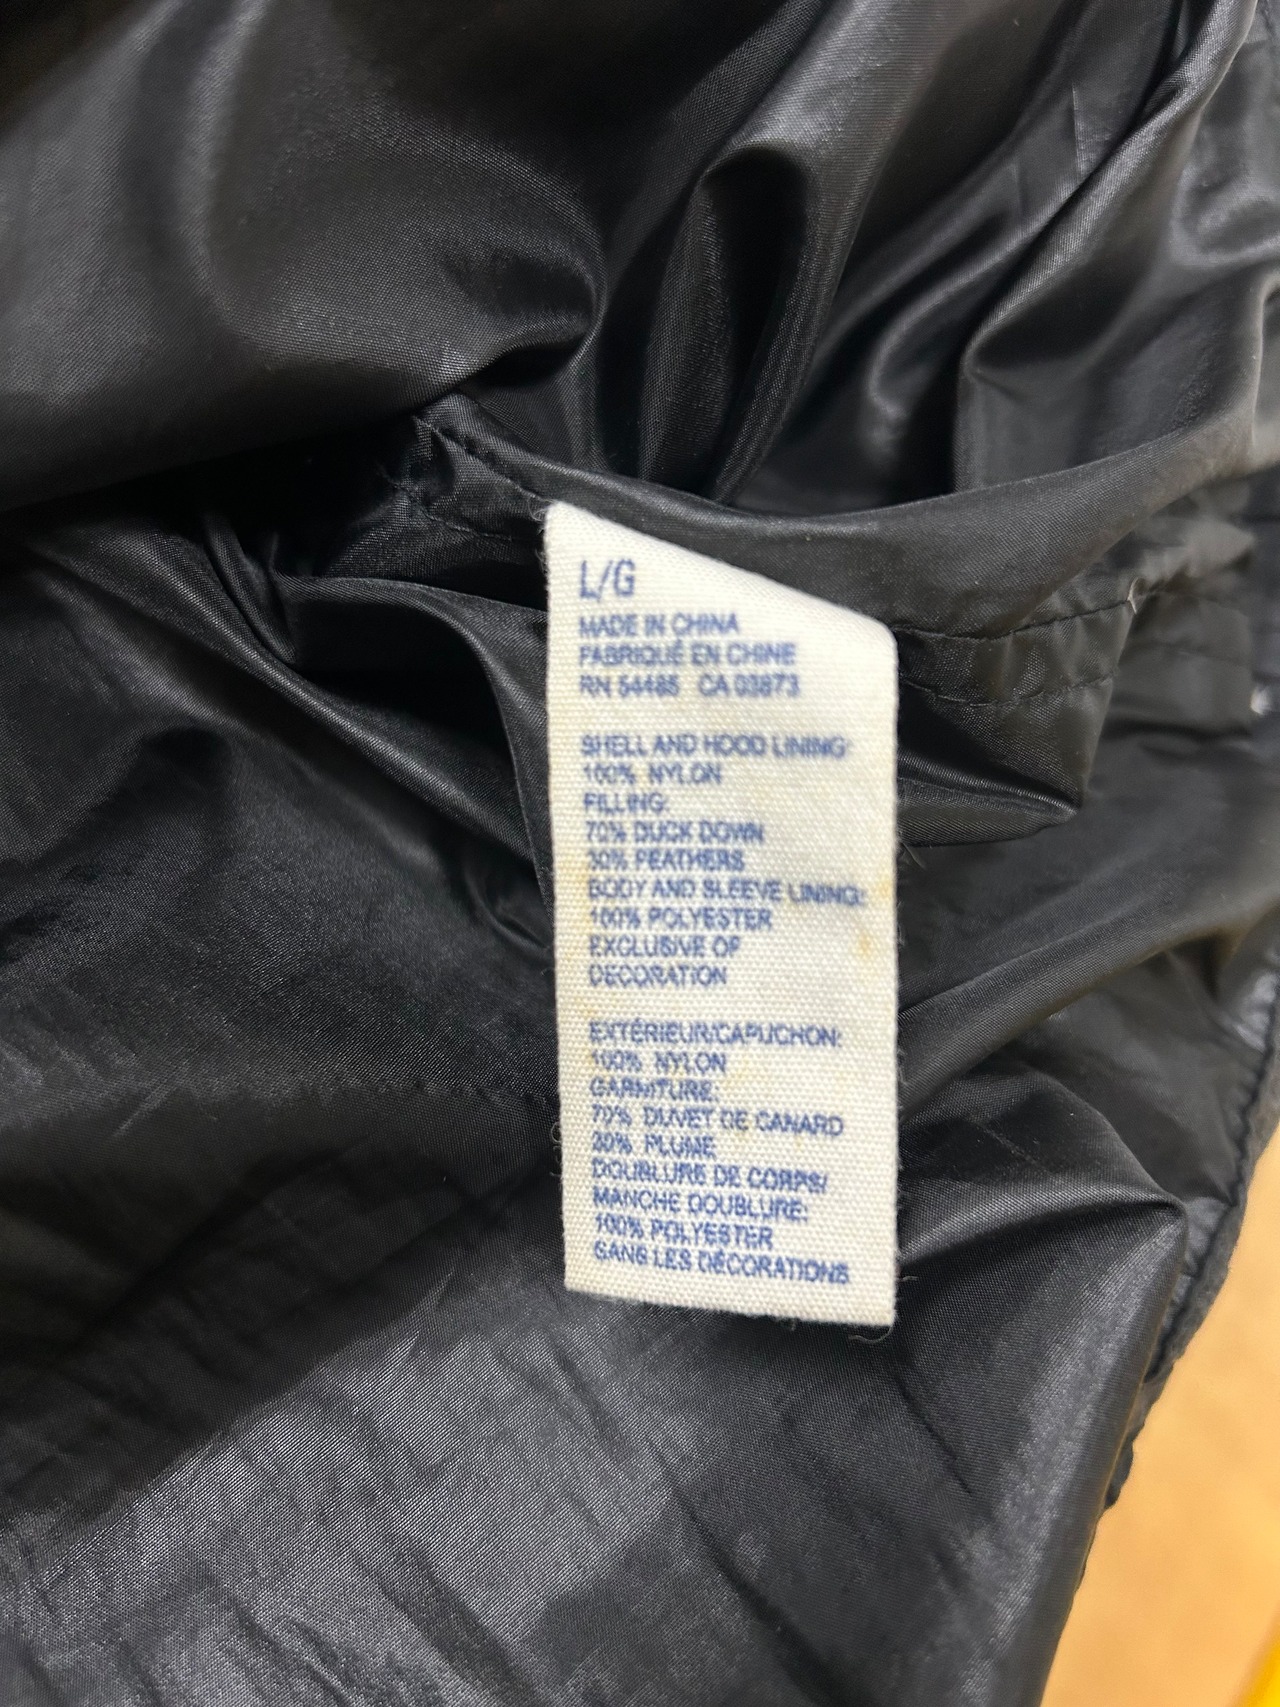 L/G
MADE IN CHINA
FABRIQUÉ EN CHINE
RN 54485 CA 03873
SHELL AND HOOD LINING:
100% NYLON
FILLING:
70% DUCK DOWN
30% FEATHERS
BODY AND SLEEVE LINING:
100% POLYESTER
EXCLUSIVE OF
DECORATION
EXTÉRIEUR/CAPUCHON:
100% NYLON
GARNITURE:
70% DUVET DE CANARD
30% PLUME
DOUBLURE DE CORPS/
MANCHE DOUBLURE:
100% POLYESTER
SANS LES DÉCORATIONS